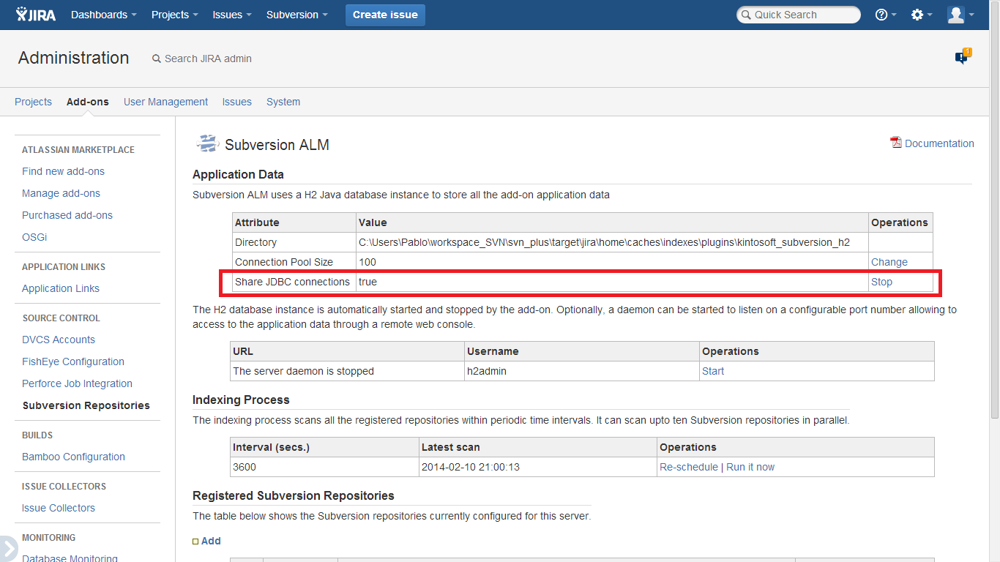 JIRA Dashboards Projects Issues Subversion Create issue Quick Search
Administration Search JIRA admin 1
Projects Add-ons User Management Issues System
ATLASSIAN MARKETPLACE
Find new add-ons
Manage add-ons
Purchased add-ons
OSGi
APPLICATION LINKS
Application Links
SOURCE CONTROL
DVCS Accounts
FishEye Configuration
Perforce Job Integration
Subversion Repositories
BUILDS
Bamboo Configuration
ISSUE COLLECTORS
Issue Collectors
MONITORING
Database Monitoring
Subversion ALM Documentation
Application Data
Subversion ALM uses a H2 Java database instance to store all the add-on application data
Attribute Value Operations
Directory C:\Users\Pablo\workspace_SVN\svn_plus\target\jira\home\caches\indexes\plugins\kintosoft_subversion_h2
Connection Pool Size 100 Change
Share JDBC connections true Stop
The H2 database instance is automatically started and stopped by the add-on. Optionally, a daemon can be started to listen on a configurable port number allowing to
access to the application data through a remote web console.
URL Username Operations
The server daemon is stopped h2admin Start
Indexing Process
The indexing process scans all the registered repositories within periodic time intervals. It can scan upto ten Subversion repositories in parallel.
Interval (secs.) Latest scan Operations
3600 2014-02-10 21:00:13 Re-schedule | Run it now
Registered Subversion Repositories
The table below shows the Subversion repositories currently configured for this server.
Add